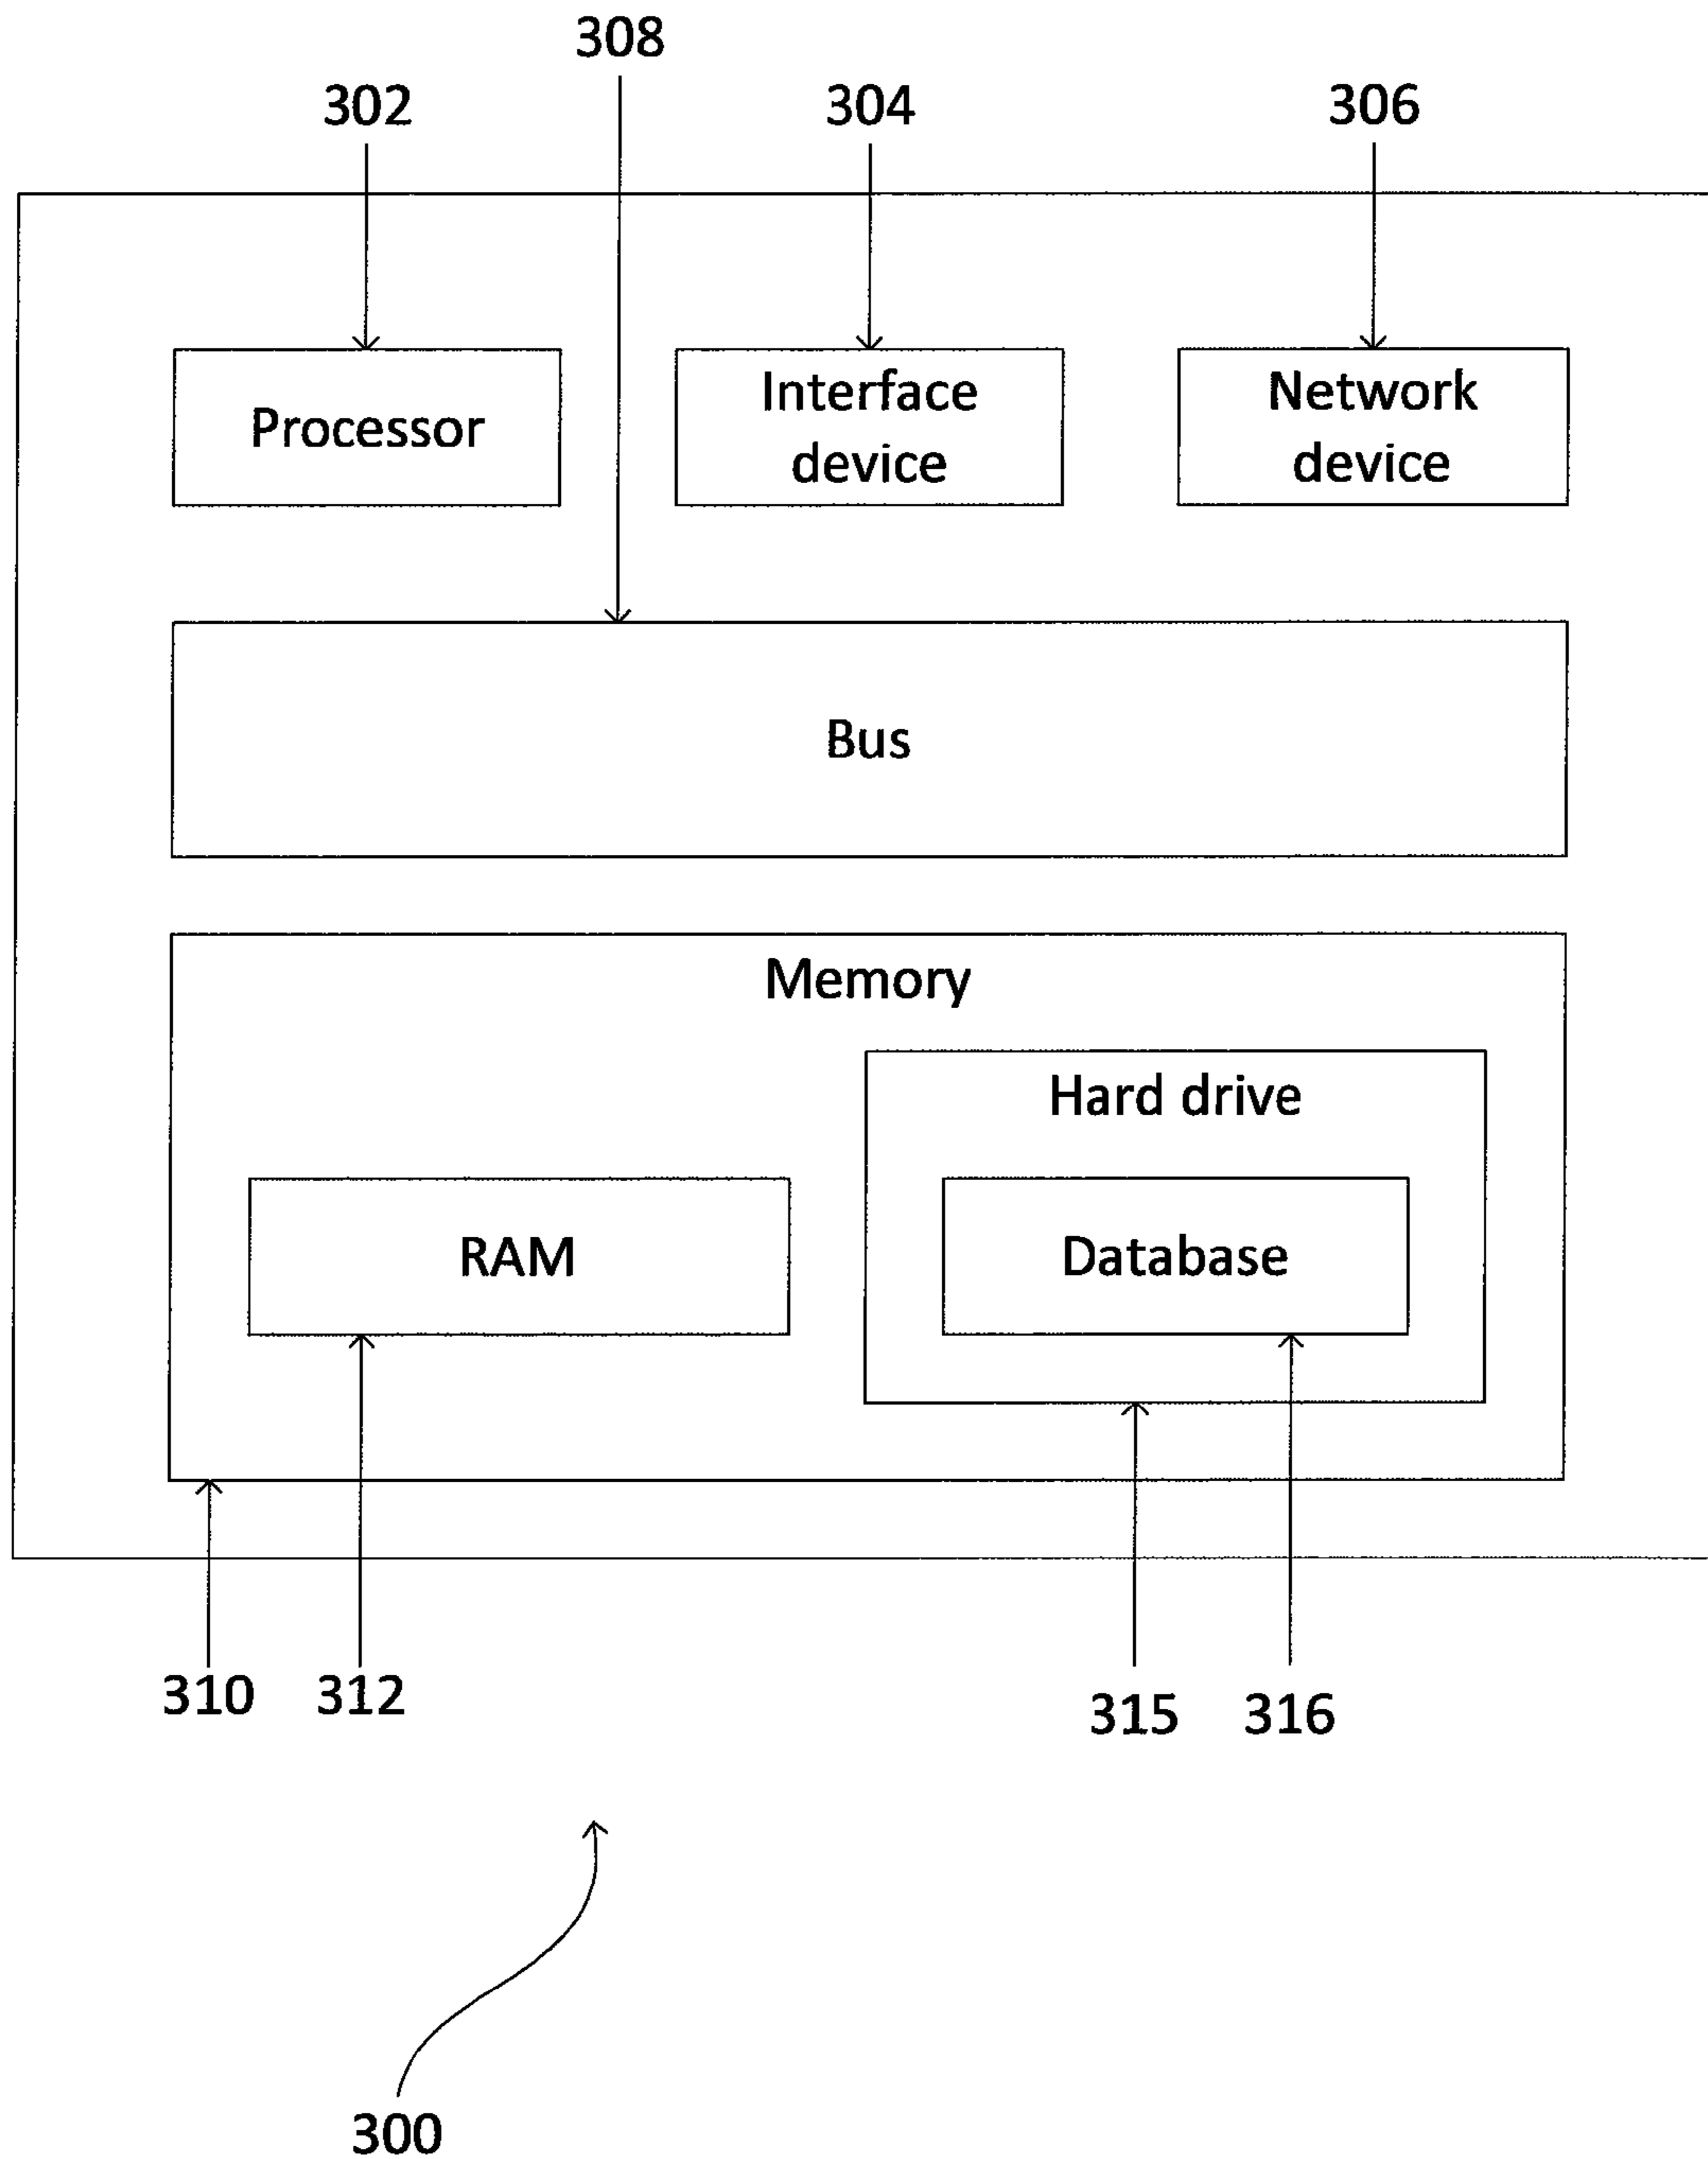 308
302
304
306
Processor
Interface
device
Network
device
Bus
Memory
Hard drive
RAM
Database
310
312
315
316
300